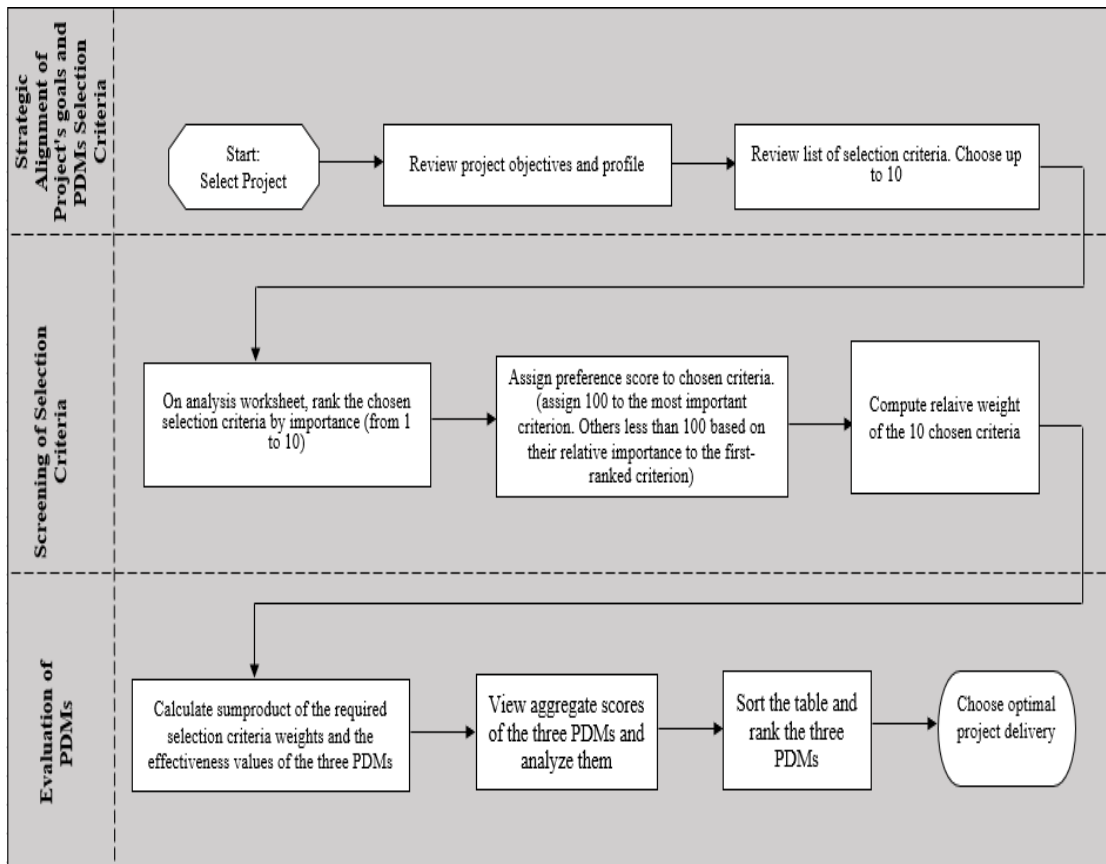 Strategic
Alignment of
Project's goals and
PDMs Selection
Criteria
Start:
Select Project
Review project objectives and profile
Review list of selection criteria. Choose up
to 10
Screening of Selection
Criteria
On analysis worksheet, rank the chosen
selection criteria by importance (from 1
to 10)
Assign preference score to chosen criteria.
(assign 100 to the most important
criterion. Others less than 100 based on
their relative importance to the first-
ranked criterion)
Compute relaive weight
of the 10 chosen criteria
Evaluation of
PDMs
Calculate sumproduct of the required
selection criteria weights and the
effectiveness values of the three PDMs
View aggregate scores
of the three PDMs and
analyze them
Sort the table and
rank the three
PDMs
Choose optimal
project delivery